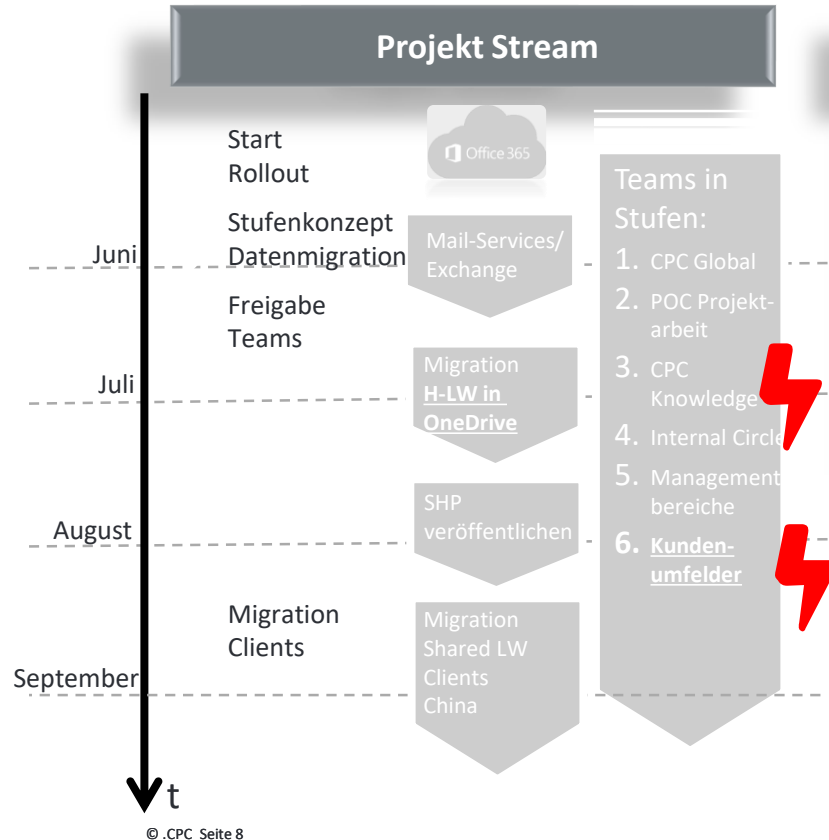 Projekt Stream
Start
Rollout
Office 365
Stufenkonzept
Datenmigration
Juni
Mail-Services/
Exchange
Freigabe
Teams
Juli
Migration
H-LW in
OneDrive
August
SHP
veröffentlichen
Migration
Clients
September
Migration
Shared LW
Clients
China
Teams in
Stufen:
1. CPC Global
2. POC Projekt-
arbeit
3. CPC
Knowledge
4. Internal Circle
5. Management
bereiche
6. Kunden-
umfelder
t
© .CPC Seite 8